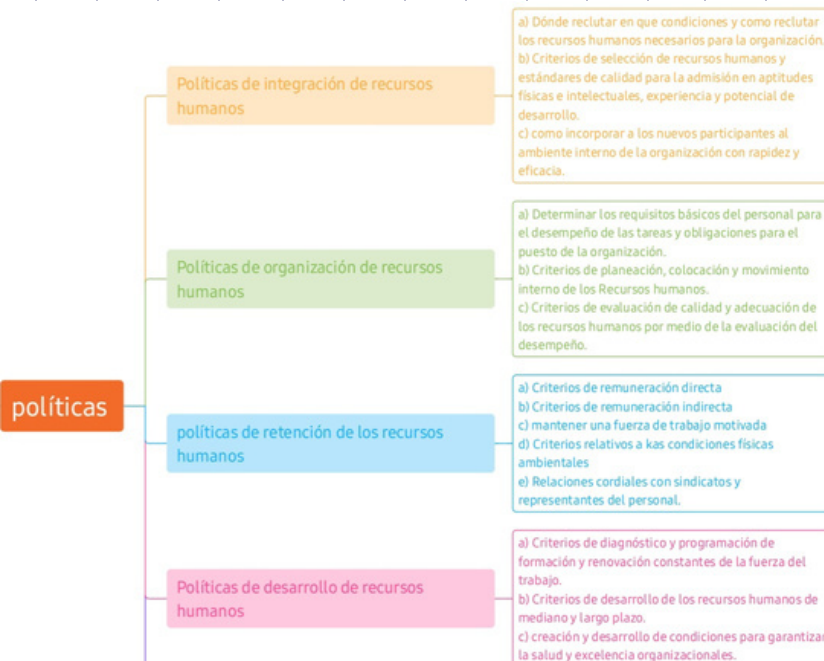 políticas
Políticas de integración de recursos
humanos
a) Dónde reclutar en que condiciones y como reclutar
los recursos humanos necesarios para la organización.
b) Criterios de selección de recursos humanos y
estándares de calidad para la admisión en aptitudes
físicas e intelectuales, experiencia y potencial de
desarrollo.
c) como incorporar a los nuevos participantes al
ambiente interno de la organización con rapidez y
eficacia.
Políticas de organización de recursos
humanos
a) Determinar los requisitos básicos del personal para
el desempeño de las tareas y obligaciones para el
puesto de la organización.
b) Criterios de planeación, colocación y movimiento
interno de los Recursos humanos.
c) Criterios de evaluación de calidad y adecuación de
los recursos humanos por medio de la evaluación del
desempeño.
políticas de retención de los recursos
humanos
a) Criterios de remuneración directa
b) Criterios de remuneración indirecta
c) mantener una fuerza de trabajo motivada
d) Criterios relativos a kas condiciones físicas
ambientales
e) Relaciones cordiales con sindicatos y
representantes del personal.
Políticas de desarrollo de recursos
humanos
a) Criterios de diagnóstico y programación de
formación y renovación constantes de la fuerza del
trabajo.
b) Criterios de desarrollo de los recursos humanos de
mediano y largo plazo.
c) creación y desarrollo de condiciones para garantizar
la salud y excelencia organizacionales.